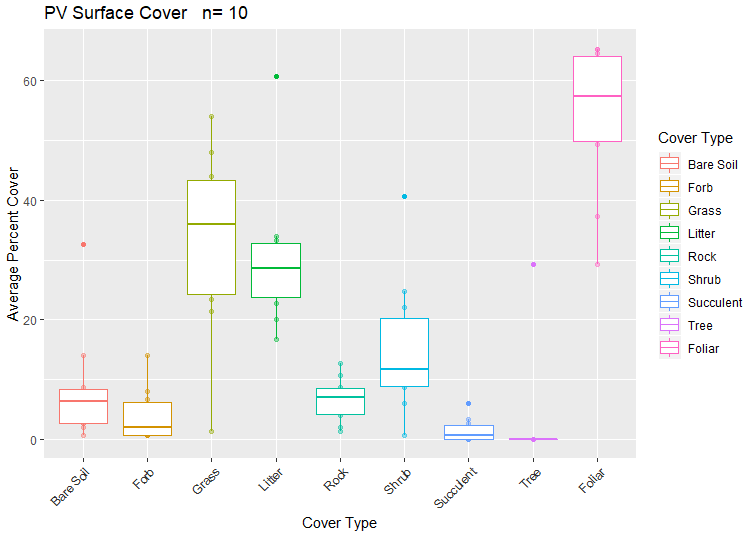 PV Surface Cover   n= 10
Average Percent Cover
60
40
20
0
Bare Soil
Forb
Grass
Litter
Rock
Shrub
Succulent
Tree
Foliar
Cover Type
Cover Type
Bare Soil
Forb
Grass
Litter
Rock
Shrub
Succulent
Tree
Foliar